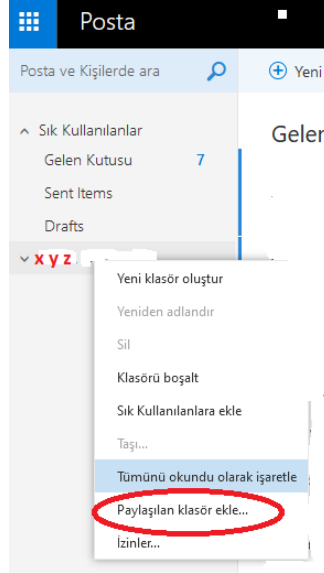 Posta
Posta ve Kişilerde ara
Yeni
Sık Kullanılanlar
Gelen Kutusu 7
Sent Items
Drafts
x y z
Yeni klasör oluştur
Yeniden adlandır
Sil
Klasörü boşalt
Sık Kullanılanlara ekle
Taşı...
Tümünü okundu olarak işaretle
Paylaşılan klasör ekle...
İzinler...